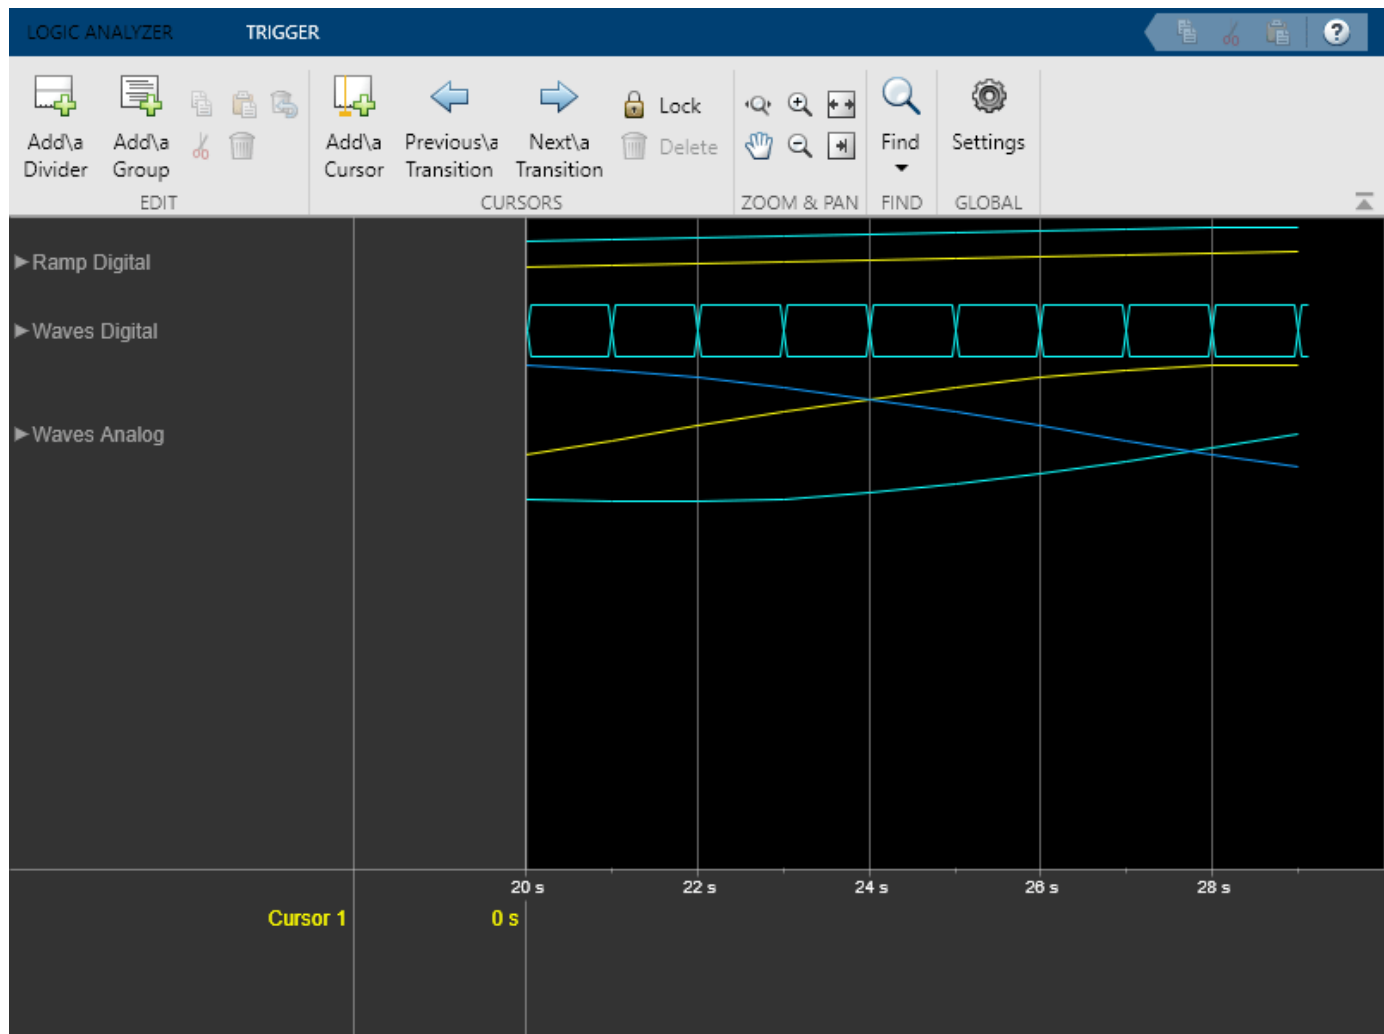 LOGIC ANALYZER
TRIGGER
?
Add\a
Divider
Add\a
Group
EDIT
Add\a
Cursor
Previous\a
Transition
Next\a
Transition
Lock
Delete
CURSORS
ZOOM & PAN
Find
FIND
Settings
GLOBAL
Ramp Digital
Waves Digital
Waves Analog
20 s
22 s
24 s
26 s
28 s
Cursor 1
0 s